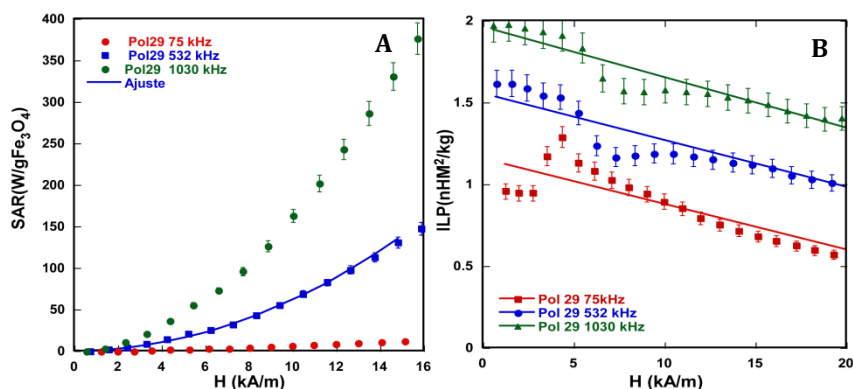 A
Pol29 75 kHz
Pol29 532 kHz
Pol29 1030 kHz
Ajuste
SAR(W/gFe3O4)
400
350
300
250
200
150
100
50
0
0 2 4 6 8 10 12 14 16
H (kA/m)
B
ILP(nHM²/kg)
2
1.5
1
0.5
0
Pol 29 75kHz
Pol 29 532 kHz
Pol 29 1030 kHz
0 5 10 15 20
H (kA/m)